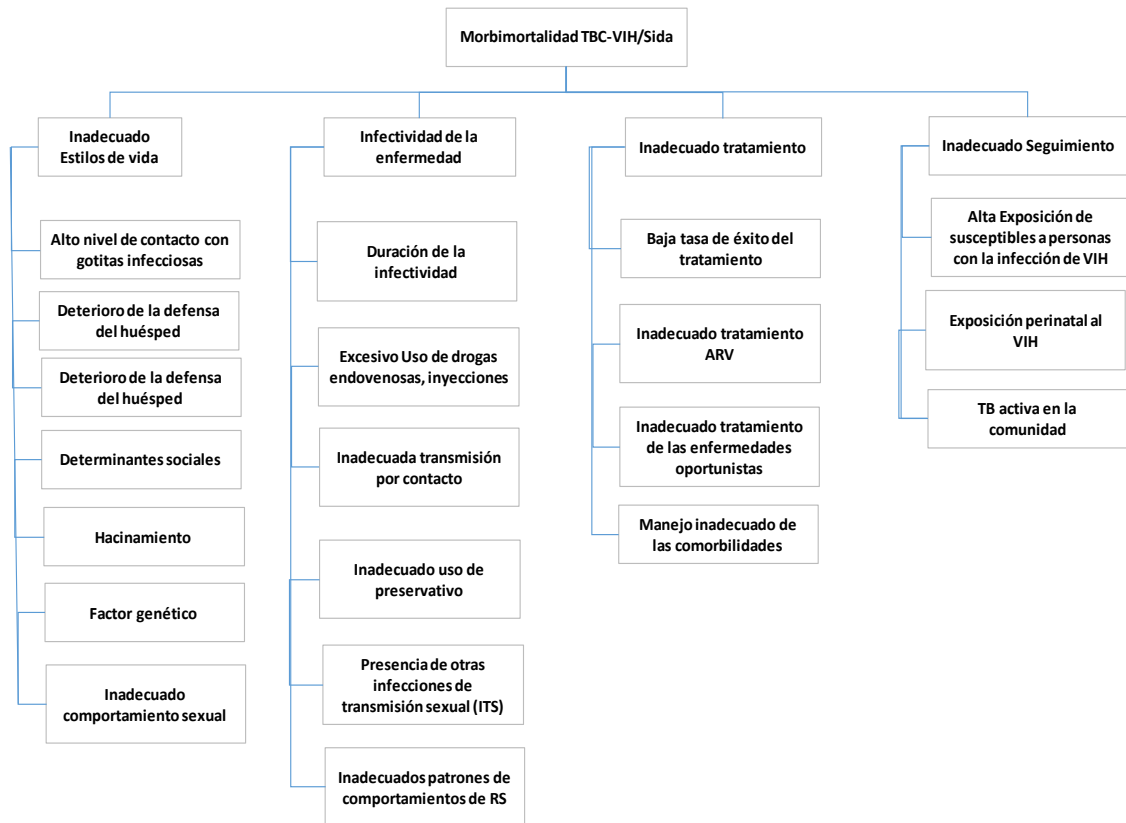 Morbimortalidad TBC-VIH/Sida
Inadecuado
Estilos de vida
Alto nivel de contacto con
gotitas infecciosas
Deterioro de la defensa
del huésped
Deterioro de la defensa
del huésped
Determinantes sociales
Hacinamiento
Factor genético
Inadecuado
comportamiento sexual
Infectividad de la
enfermedad
Duración de la
infectividad
Excesivo Uso de drogas
endovenosas, inyecciones
Inadecuada transmisión
por contacto
Inadecuado uso de
preservativo
Presencia de otras
infecciones de
transmisión sexual (ITS)
Inadecuados patrones de
comportamientos de RS
Inadecuado tratamiento
Baja tasa de éxito del
tratamiento
Inadecuado tratamiento
ARV
Inadecuado tratamiento
de las enfermedades
oportunistas
Manejo inadecuado de
las comorbilidades
Inadecuado Seguimiento
Alta Exposición de
susceptibles a personas
con la infección de VIH
Exposición perinatal al
VIH
TB activa en la
comunidad